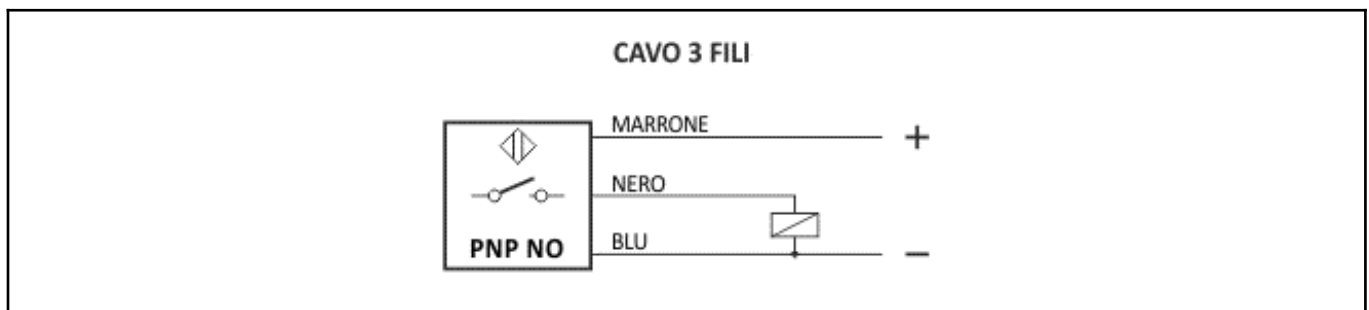 CAVO 3 FILI
MARRONE +
NERO
PNP NO
BLU −